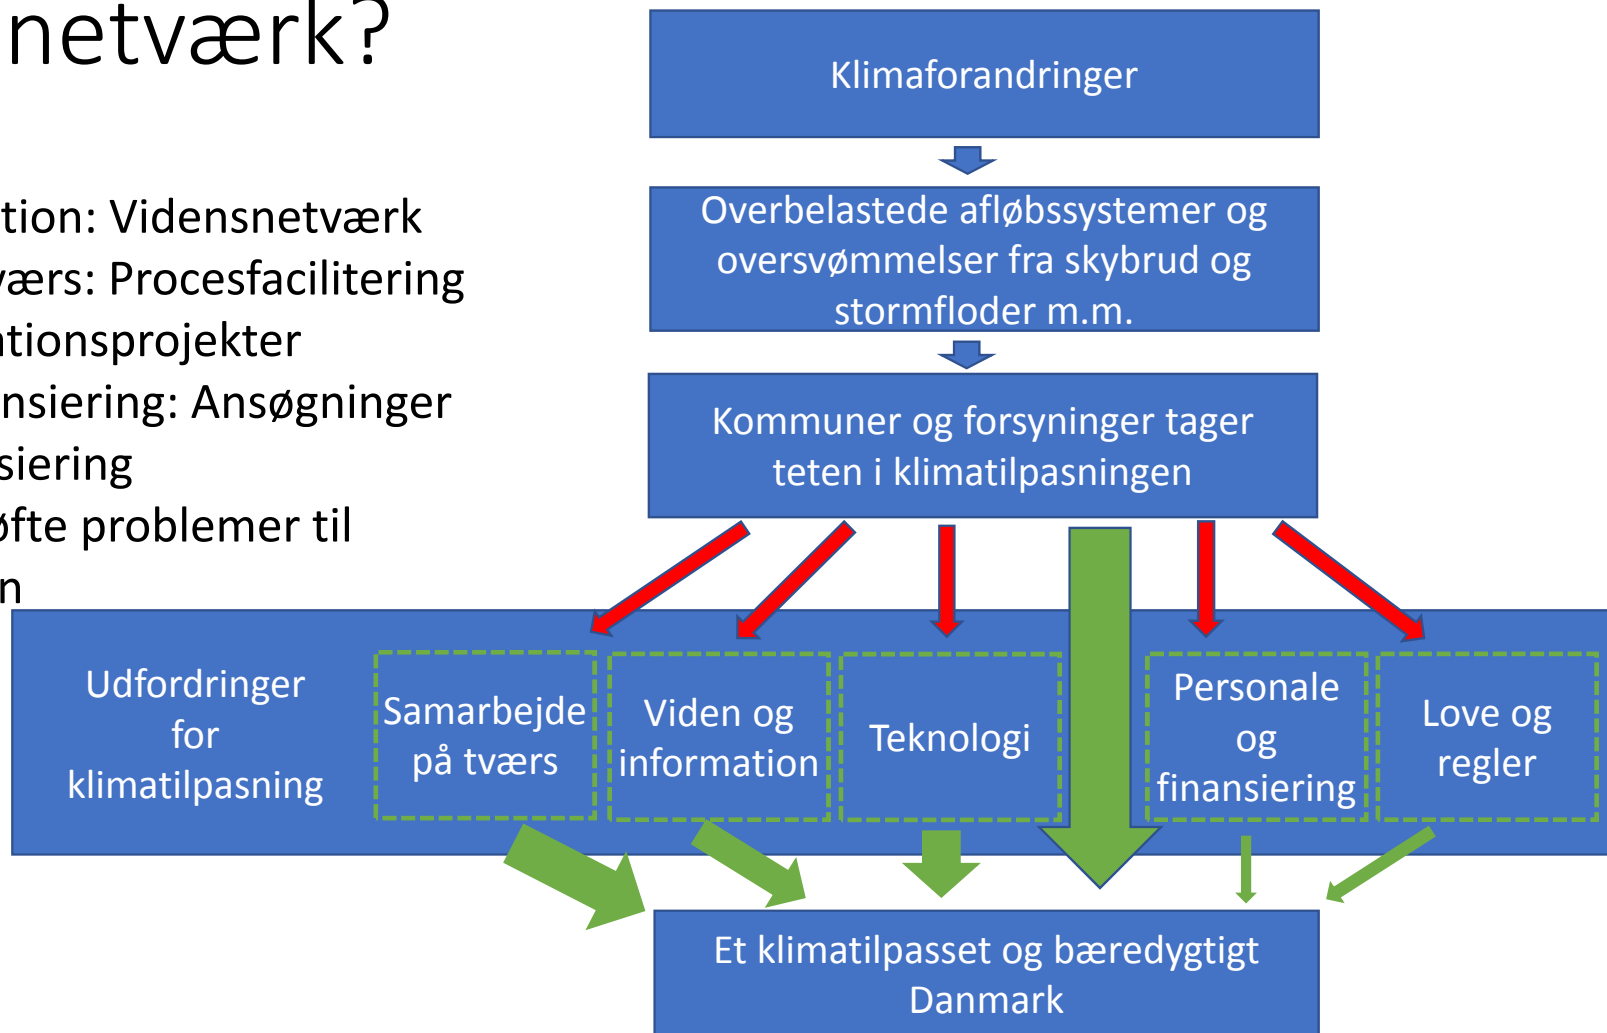 netværk?
tion: Vidensnetværk
værs: Procesfacilitering
ationsprojekter
nsiering: Ansøgninger
siering
øfte problemer til
n
Klimaforandringer
Overbelastede afløbssystemer og
oversvømmelser fra skybrud og
stormfloder m.m.
Kommuner og forsyninger tager
teten i klimatilpasningen
Udfordringer
for
klimatilpasning
Samarbejde
på tværs
Viden og
information
Teknologi
Personale
og
finansiering
Love og
regler
Et klimatilpasset og bæredygtigt
Danmark